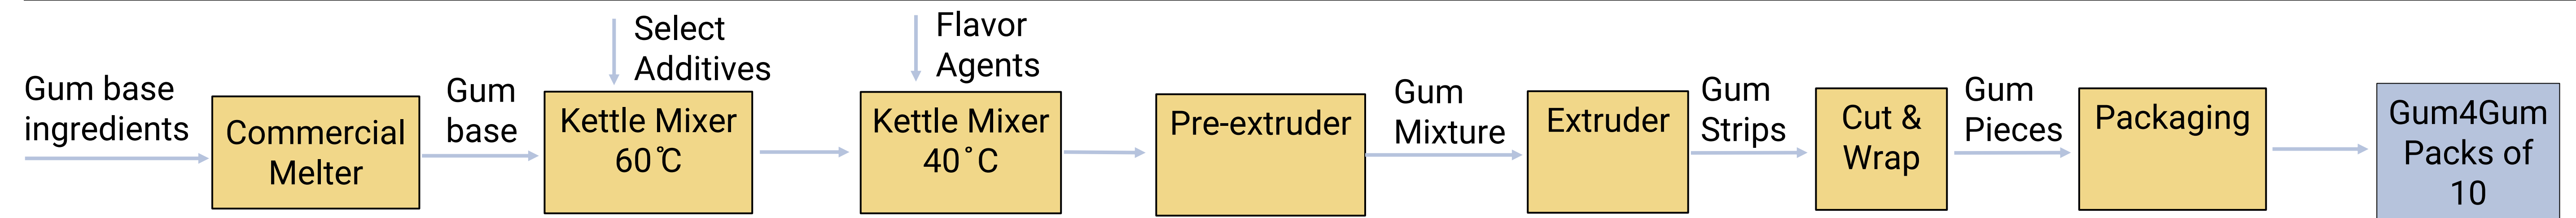 Gum base
ingredients
Commercial
Melter
Gum
base
Select
Additives
Kettle Mixer
60˚C
Flavor
Agents
Kettle Mixer
40˚ C
Pre-extruder
Gum
Mixture
Extruder
Gum
Strips
Cut &
Wrap
Gum
Pieces
Packaging
Gum4Gum
Packs of
10